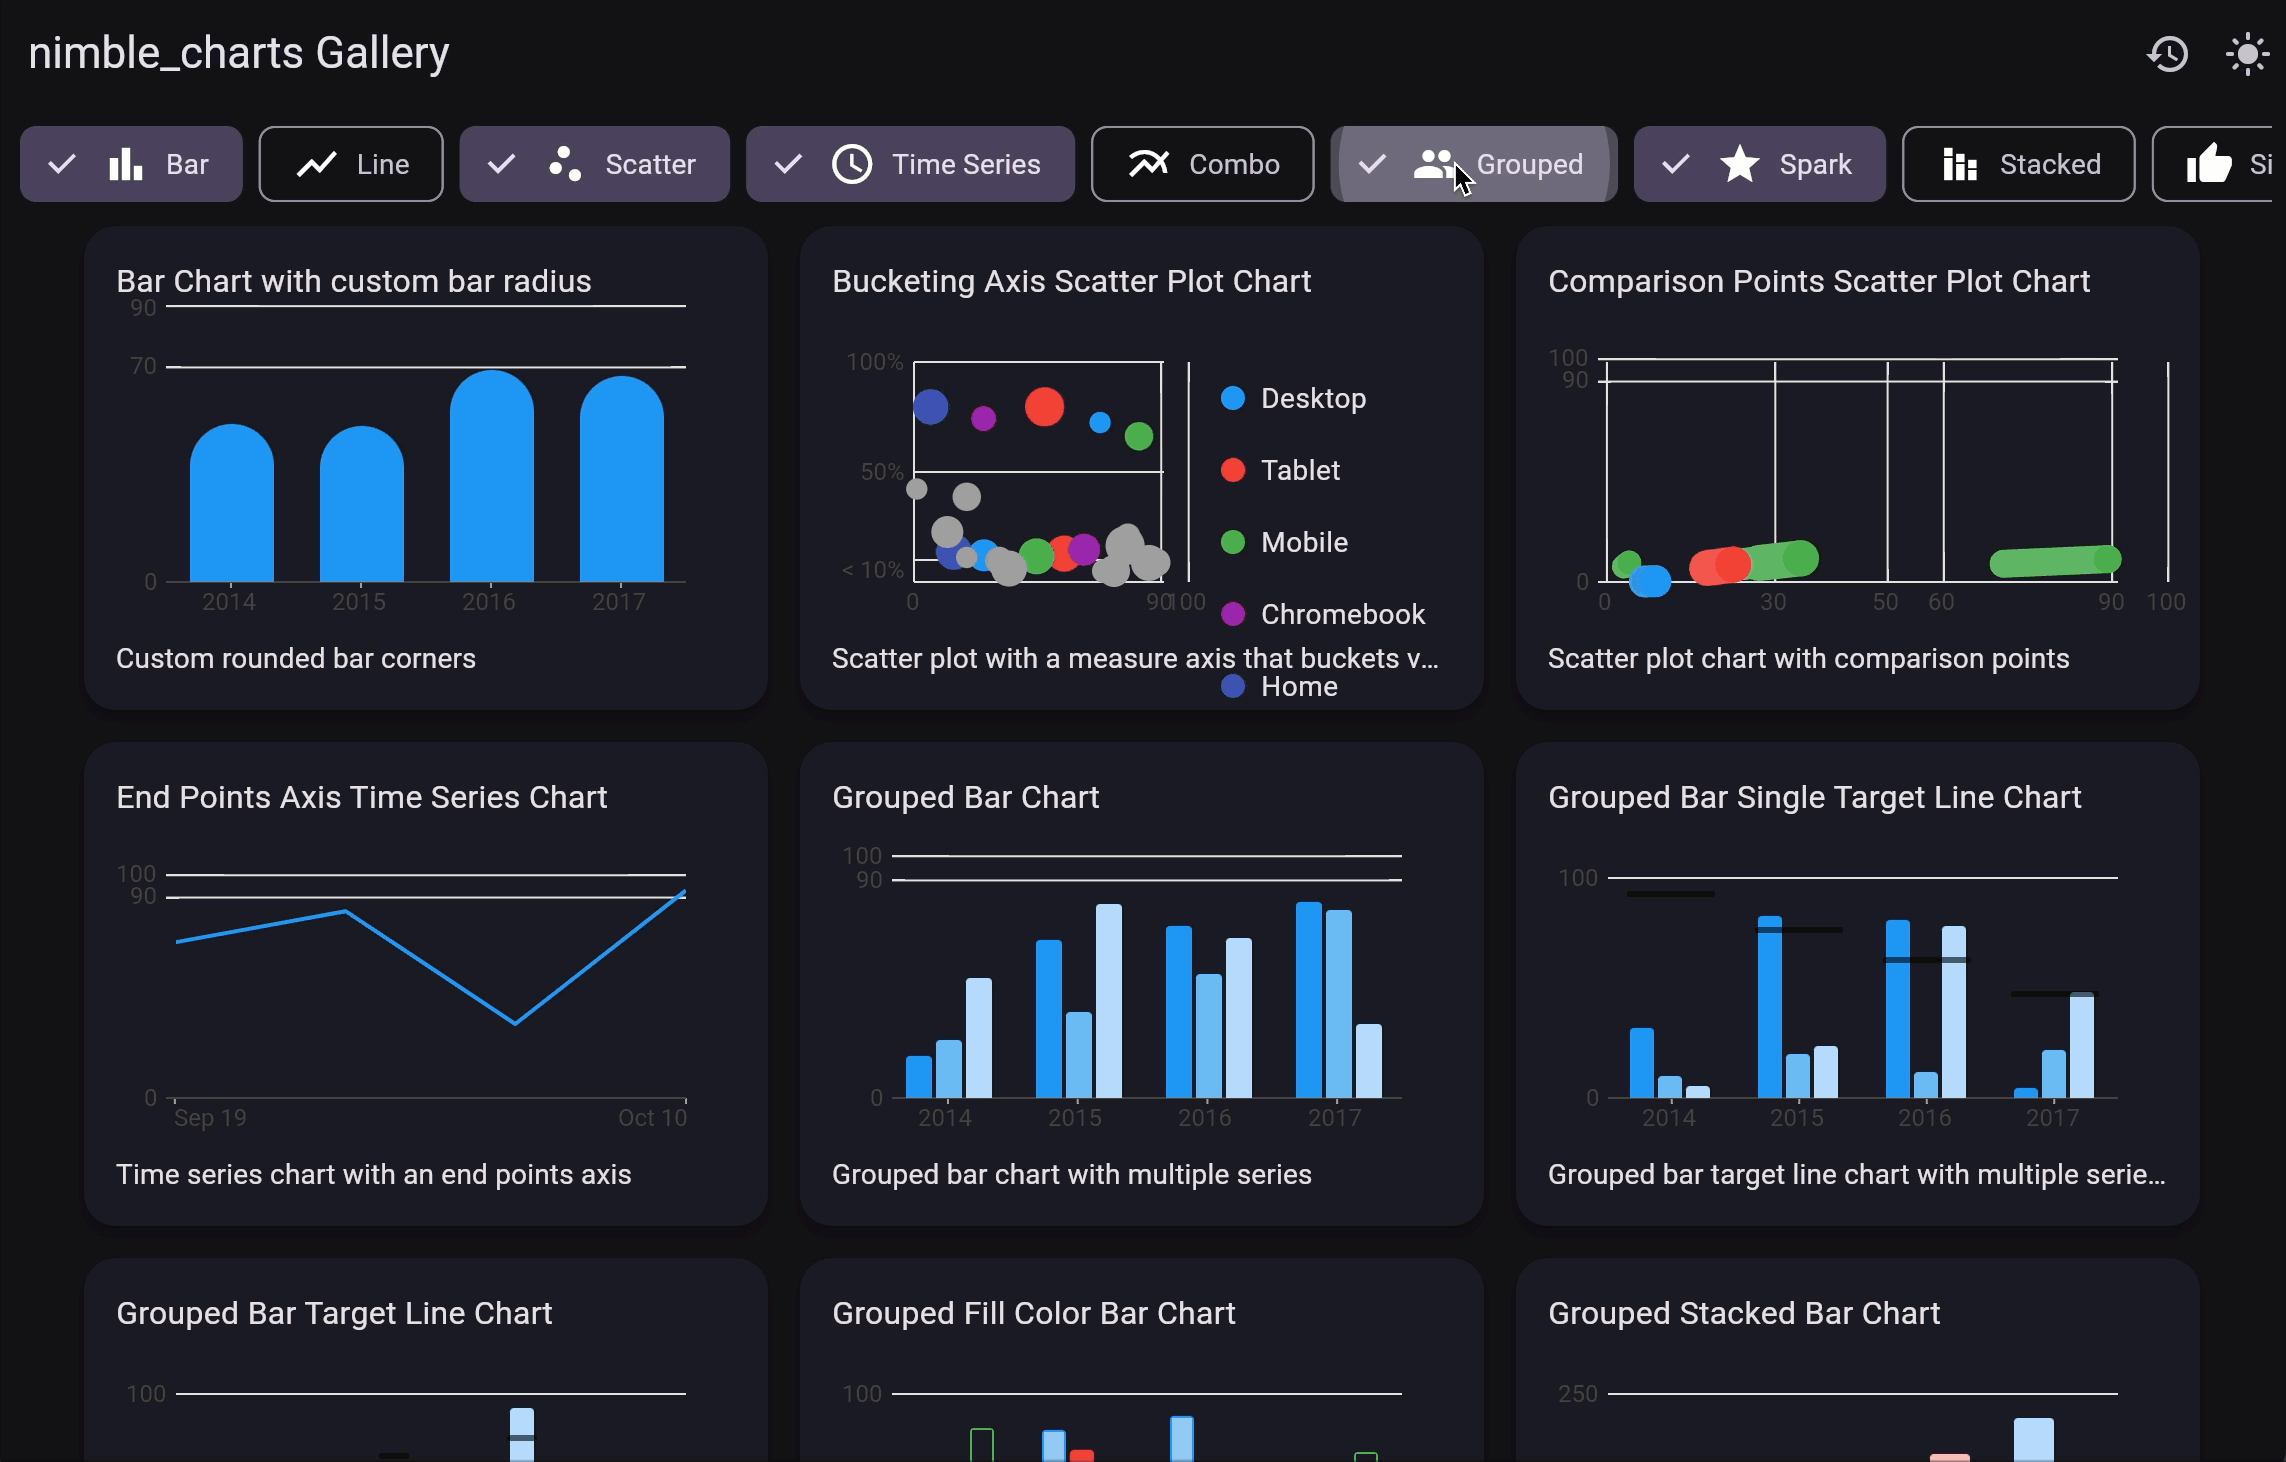 nimble_charts Gallery
Bar
Line
Scatter
Time Series
Combo
Grouped
Spark
Stacked
Si
Bar Chart with custom bar radius
90
70
0
2014 2015 2016 2017
Custom rounded bar corners
Bucketing Axis Scatter Plot Chart
100%
50%
< 10%
0 90 100
Desktop
Tablet
Mobile
Chromebook
Home
Scatter plot with a measure axis that buckets v...
Comparison Points Scatter Plot Chart
100
90
0
0 30 50 60 90 100
Scatter plot chart with comparison points
End Points Axis Time Series Chart
100
90
0
Sep 19 Oct 10
Time series chart with an end points axis
Grouped Bar Chart
100
90
0
2014 2015 2016 2017
Grouped bar chart with multiple series
Grouped Bar Single Target Line Chart
100
0
2014 2015 2016 2017
Grouped bar target line chart with multiple serie...
Grouped Bar Target Line Chart
100
Grouped Fill Color Bar Chart
100
Grouped Stacked Bar Chart
250